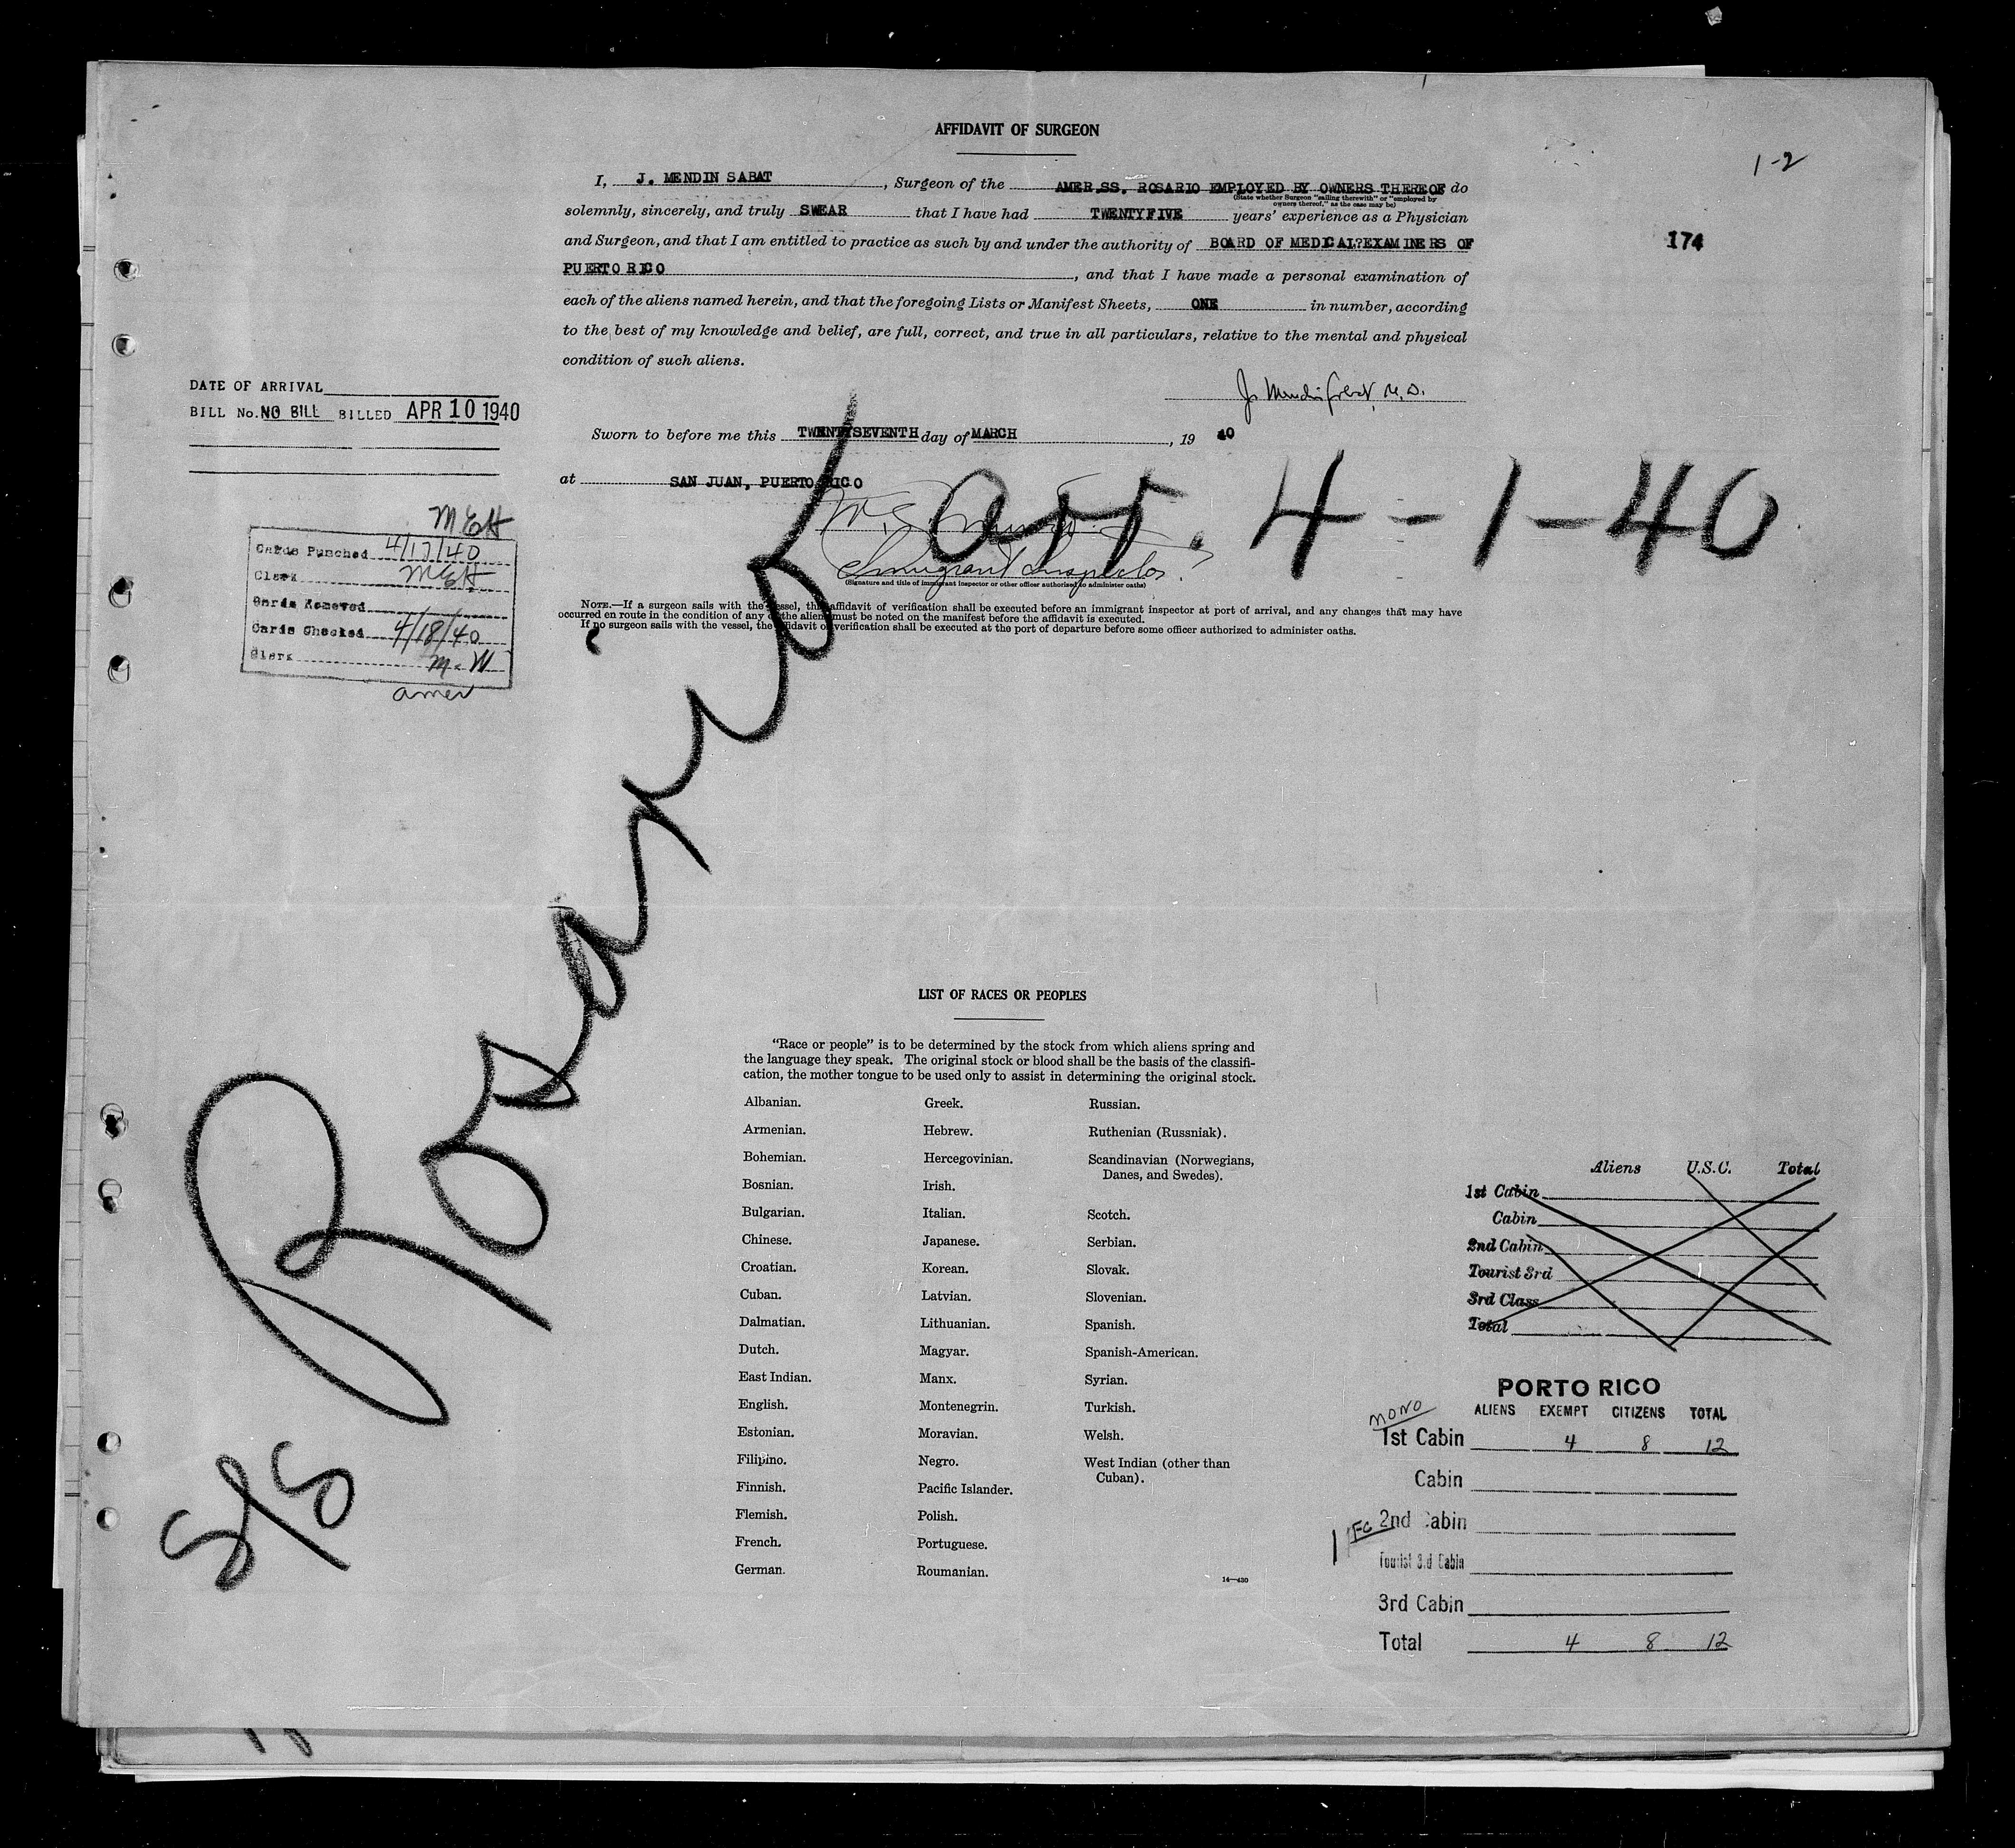 AFFIDAVIT OF SURGEON
1-2
I, J. MENDIN SABAT, Surgeon of the AMER.SS. ROSARIO EMPLOYED BY OWNERS THEREOF do
(State whether Surgeon "sailing therewith" or "employed by
owners thereof," as the case may be)
solemnly, sincerely, and truly SWEAR that I have had TWENTYFIVE years' experience as a Physician
and Surgeon, and that I am entitled to practice as such by and under the authority of BOARD OF MEDICAL?EXAMINERS OF
174
PUERTO RICO, and that I have made a personal examination of
each of the aliens named herein, and that the foregoing Lists or Manifest Sheets, ONE in number, according
to the best of my knowledge and belief, are full, correct, and true in all particulars, relative to the mental and physical
condition of such aliens.
DATE OF ARRIVAL
BILL No. NO BILL BILLED APR 10 1940
Sworn to before me this TWENTYSEVENTH day of MARCH, 19 40
at SAN JUAN, PUERTO RICO
arr. 4-1-40
Immigrant Inspector
(Signature and title of immigrant inspector or other officer authorized to administer oaths)
NOTE.—If a surgeon sails with the vessel, this affidavit of verification shall be executed before an immigrant inspector at port of arrival, and any changes that may have
occurred en route in the condition of any of the aliens must be noted on the manifest before the affidavit is executed.
If no surgeon sails with the vessel, the affidavit of verification shall be executed at the port of departure before some officer authorized to administer oaths.
MEH
Cards Punched 4/17/40
Clerk MEH
Cards Removed
Cards Checked 4/18/40
Clerk M.W
amer
S/S Rosario
LIST OF RACES OR PEOPLES
"Race or people" is to be determined by the stock from which aliens spring and
the language they speak. The original stock or blood shall be the basis of the classifi-
cation, the mother tongue to be used only to assist in determining the original stock.
Albanian.
Armenian.
Bohemian.
Bosnian.
Bulgarian.
Chinese.
Croatian.
Cuban.
Dalmatian.
Dutch.
East Indian.
English.
Estonian.
Filipino.
Finnish.
Flemish.
French.
German.
Greek.
Hebrew.
Hercegovinian.
Irish.
Italian.
Japanese.
Korean.
Latvian.
Lithuanian.
Magyar.
Manx.
Montenegrin.
Moravian.
Negro.
Pacific Islander.
Polish.
Portuguese.
Roumanian.
Russian.
Ruthenian (Russniak).
Scandinavian (Norwegians,
Danes, and Swedes).
Scotch.
Serbian.
Slovak.
Slovenian.
Spanish.
Spanish-American.
Syrian.
Turkish.
Welsh.
West Indian (other than
Cuban).
14—430
Aliens U.S.C. Total
1st Cabin
Cabin
2nd Cabin
Tourist 3rd
3rd Class
Total
PORTO RICO
MONO
ALIENS EXEMPT CITIZENS TOTAL
1st Cabin 4 8 12
Cabin
1 FC 2nd Cabin
Tourist 3rd Cabin
3rd Cabin
Total 4 8 12